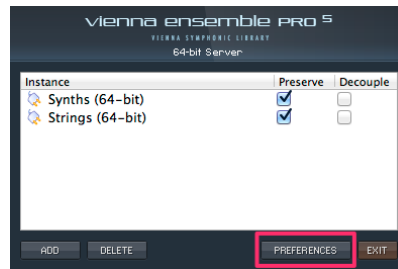 vienna ensemble PRO 5
VIENNA SYMPHONIC LIBRARY
64-bit Server
Instance Preserve Decouple
Synths (64-bit)
Strings (64-bit)
ADD DELETE PREFERENCES EXIT